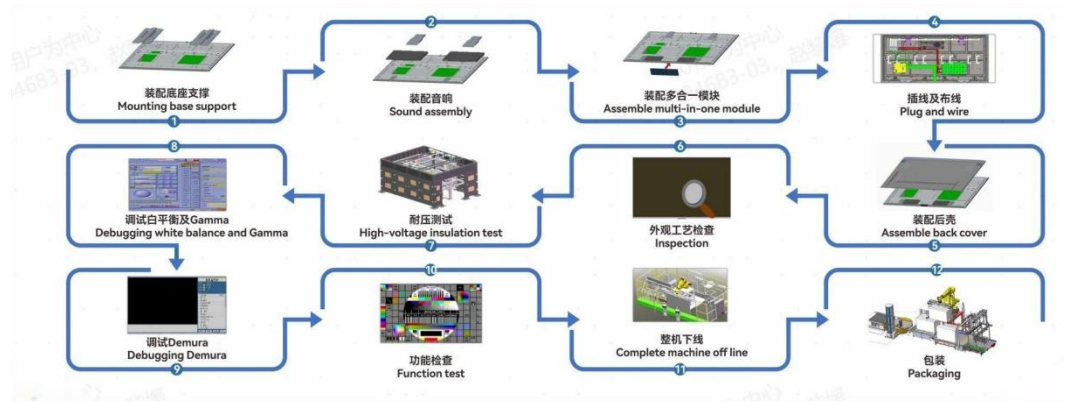 装配底座支撑
Mounting base support
1
2
装配音响
Sound assembly
装配多合一模块
Assemble multi-in-one module
3
4
插线及布线
Plug and wire
装配后壳
Assemble back cover
5
6
外观工艺检查
Inspection
耐压测试
High-voltage insulation test
7
8
调试白平衡及Gamma
Debugging white balance and Gamma
调试Demura
Debugging Demura
9
10
功能检查
Function test
整机下线
Complete machine off line
11
12
包装
Packaging